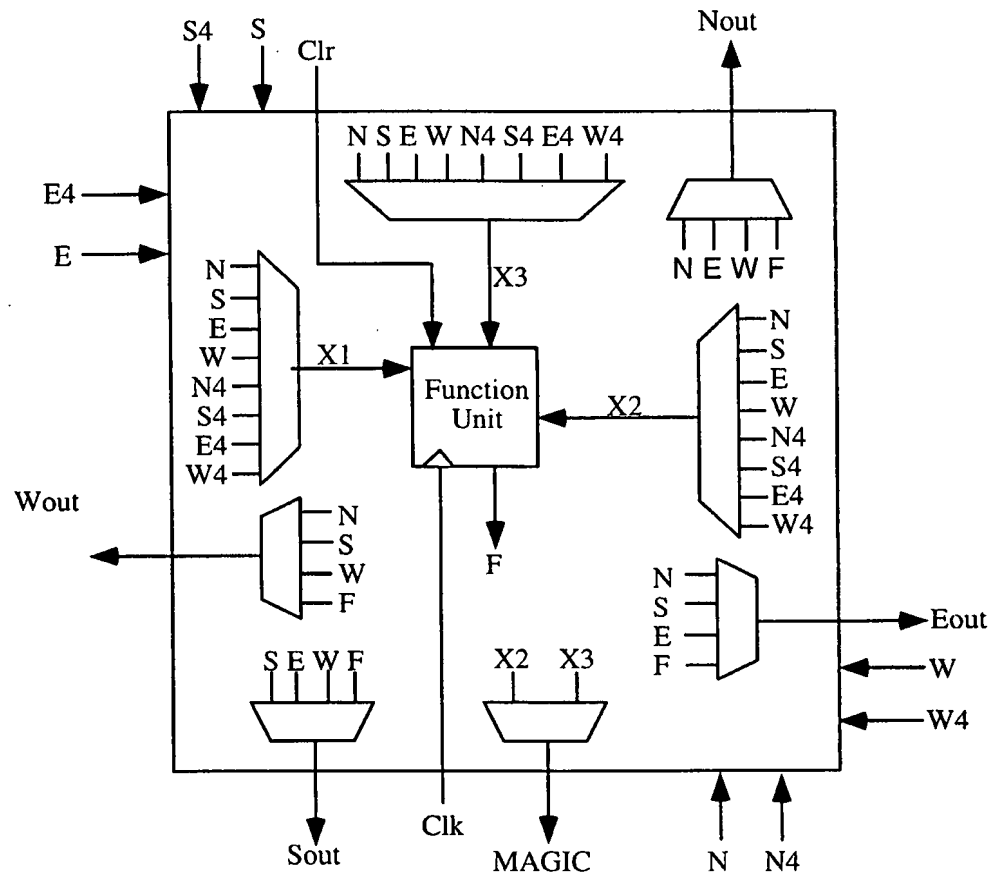 S4 S Clr Nout
N S E W N4 S4 E4 W4
E4
E
N E W F
X3
N
S
E
W
N4
S4
E4
W4
X1
Function
Unit
X2
N
S
E
W
N4
S4
E4
W4
Wout
N
S
W
F
F
N
S
E
F
Eout
W
W4
S E W F
X2 X3
Clk
Sout
MAGIC
N N4